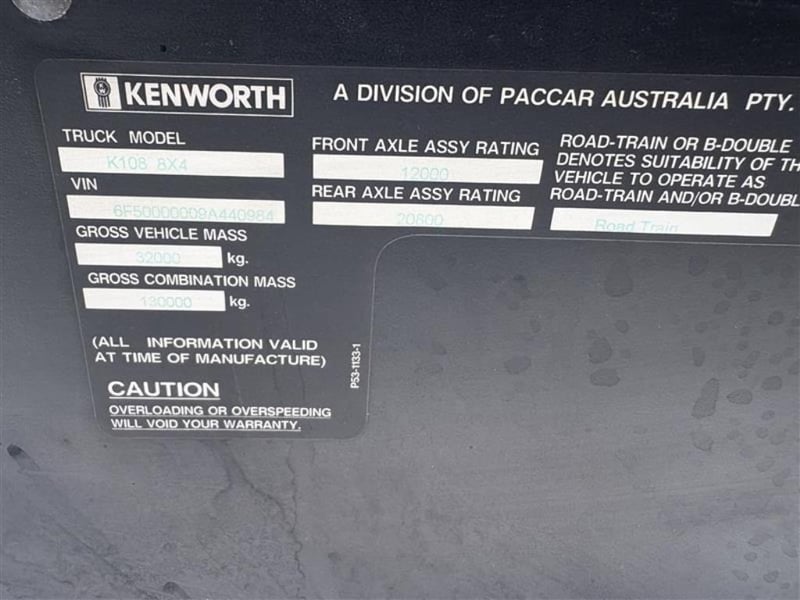 KENWORTH
A DIVISION OF PACCAR AUSTRALIA PTY.
TRUCK MODEL
K108 8X4
VIN
6F50000009A440984
GROSS VEHICLE MASS
32000 kg.
GROSS COMBINATION MASS
130000 kg.
FRONT AXLE ASSY RATING
12000
REAR AXLE ASSY RATING
20600
ROAD-TRAIN OR B-DOUBLE
DENOTES SUITABILITY OF TH
VEHICLE TO OPERATE AS
ROAD-TRAIN AND/OR B-DOUBL
Road Train
(ALL INFORMATION VALID
AT TIME OF MANUFACTURE)
CAUTION
OVERLOADING OR OVERSPEEDING
WILL VOID YOUR WARRANTY.
P53-1133-1